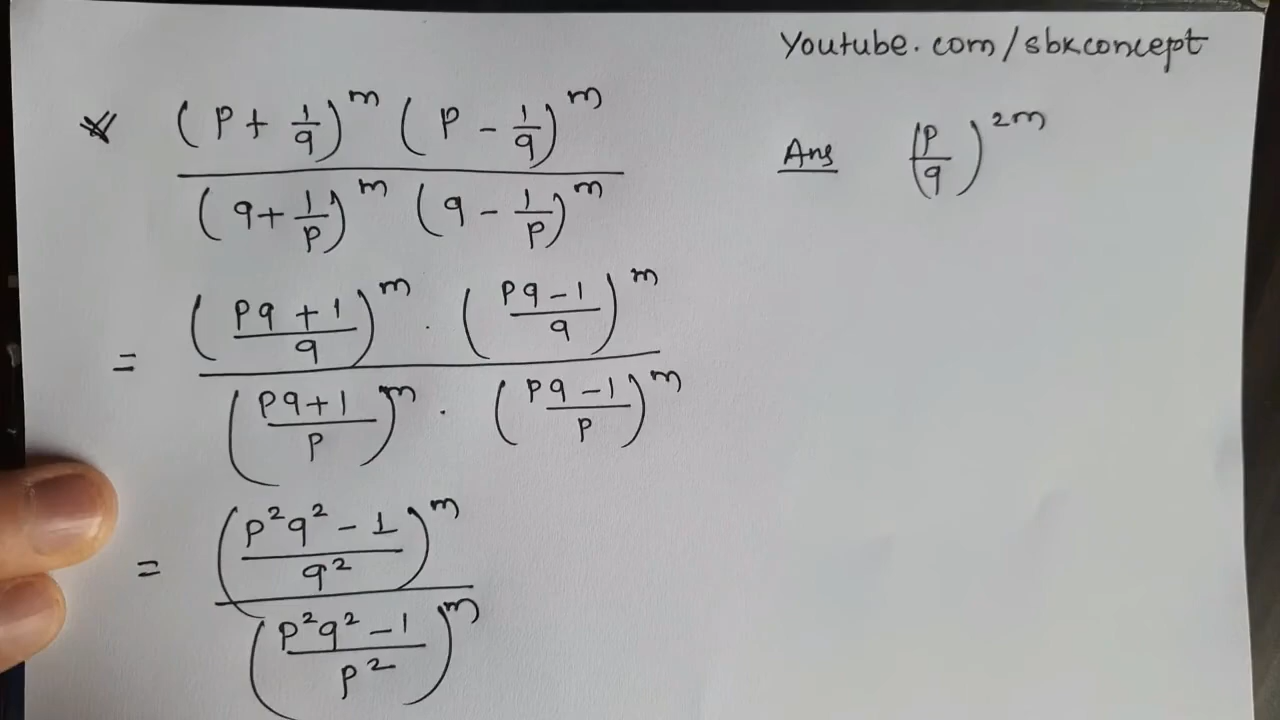 Youtube.com/sbkconcept
* (P + 1/q)^m (P - 1/q)^m
(q + 1/P)^m (q - 1/P)^m
Ans (P/q)^2m
= (Pq + 1/q)^m . (Pq - 1/q)^m
(Pq + 1/P)^m . (Pq - 1/P)^m
= (P²q² - 1/q²)^m
(P²q² - 1/P²)^m